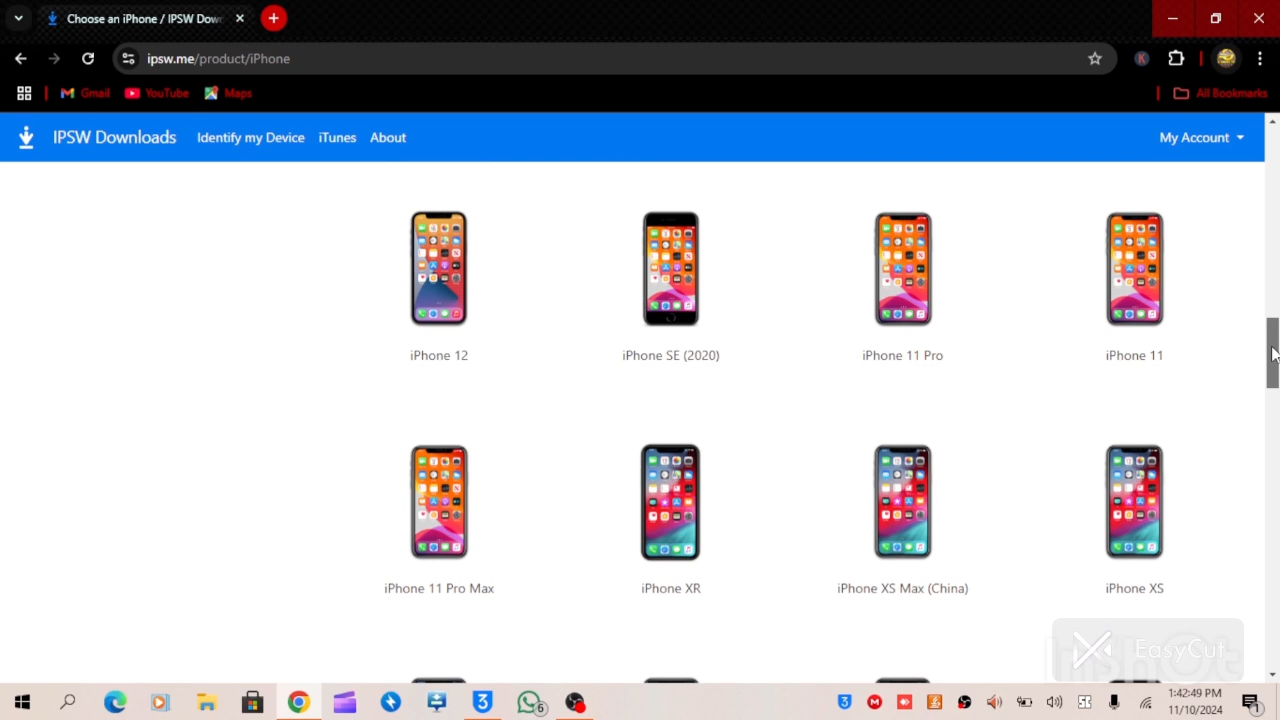 Choose an iPhone / IPSW Dow
ipsw.me/product/iPhone
Gmail YouTube Maps All Bookmarks
IPSW Downloads Identify my Device iTunes About My Account
iPhone 12 iPhone SE (2020) iPhone 11 Pro iPhone 11
iPhone 11 Pro Max iPhone XR iPhone XS Max (China) iPhone XS
EasyCut
InShot
1:42:49 PM
11/10/2024